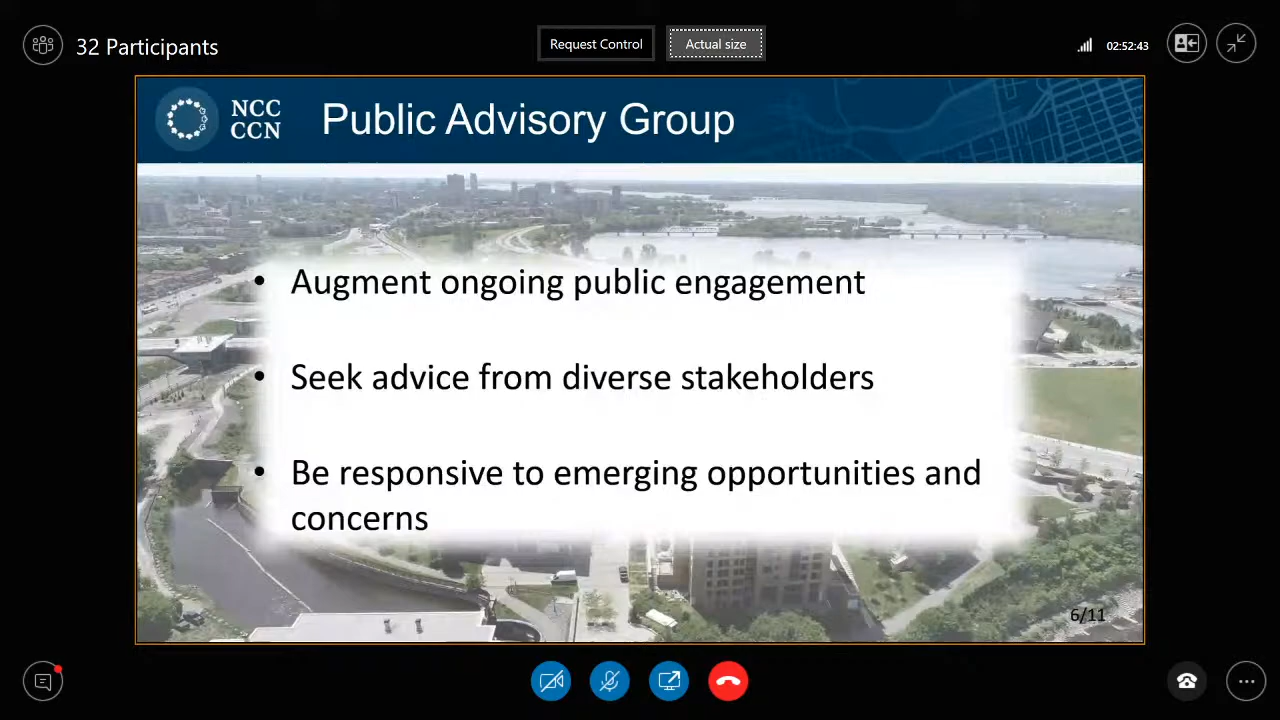 32 Participants
Request Control
Actual size
02:52:43
NCC
CCN
Public Advisory Group
• Augment ongoing public engagement
• Seek advice from diverse stakeholders
• Be responsive to emerging opportunities and
concerns
6/11